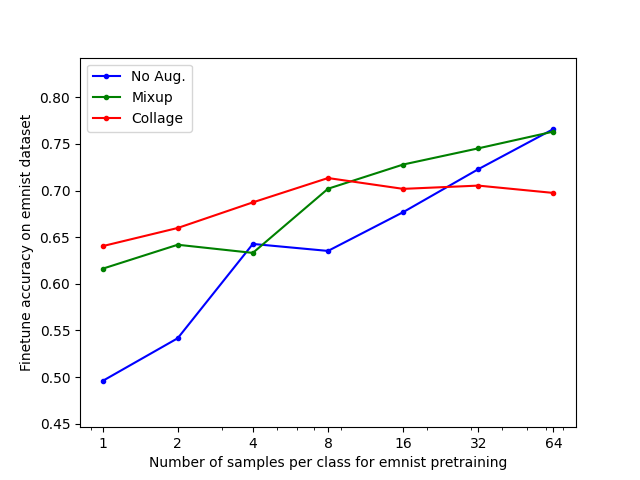 No Aug.
Mixup
Collage
Finetune accuracy on emnist dataset
0.80
0.75
0.70
0.65
0.60
0.55
0.50
0.45
1 2 4 8 16 32 64
Number of samples per class for emnist pretraining